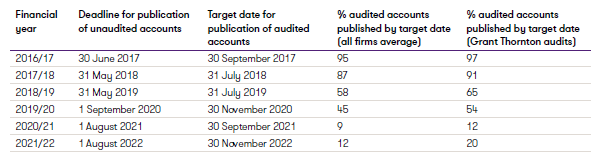 Financial year Deadline for publication of unaudited accounts Target date for publication of audited accounts % audited accounts published by target date (all firms average) % audited accounts published by target date (Grant Thornton audits)
2016/17 30 June 2017 30 September 2017 95 97
2017/18 31 May 2018 31 July 2018 87 91
2018/19 31 May 2019 31 July 2019 58 65
2019/20 1 September 2020 30 November 2020 45 54
2020/21 1 August 2021 30 September 2021 9 12
2021/22 1 August 2022 30 November 2022 12 20